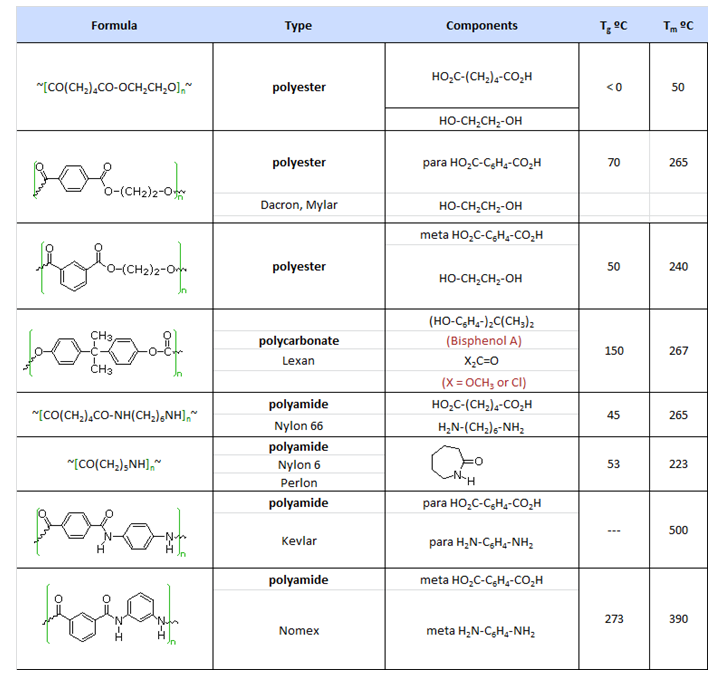 Formula Type Components Tg ºC Tm ºC
~[CO(CH₂)₄CO-OCH₂CH₂O]ₙ~ polyester HO₂C-(CH₂)₄-CO₂H < 0 50
HO-CH₂CH₂-OH
O O O-(CH₂)₂-O n polyester para HO₂C-C₆H₄-CO₂H 70 265
Dacron, Mylar HO-CH₂CH₂-OH
meta HO₂C-C₆H₄-CO₂H
O O O-(CH₂)₂-O n polyester HO-CH₂CH₂-OH 50 240
(HO-C₆H₄-)₂C(CH₃)₂
O CH₃ CH₃ O-C O n polycarbonate (Bisphenol A) 150 267
Lexan X₂C=O
(X = OCH₃ or Cl)
polyamide HO₂C-(CH₂)₄-CO₂H
~[CO(CH₂)₄CO-NH(CH₂)₆NH]ₙ~ 45 265
Nylon 66 H₂N-(CH₂)₆-NH₂
polyamide
~[CO(CH₂)₅NH]ₙ~ Nylon 6 O N H 53 223
Perlon
polyamide para HO₂C-C₆H₄-CO₂H
O O N H N H n --- 500
Kevlar para H₂N-C₆H₄-NH₂
polyamide meta HO₂C-C₆H₄-CO₂H
O O N H N H n 273 390
Nomex meta H₂N-C₆H₄-NH₂